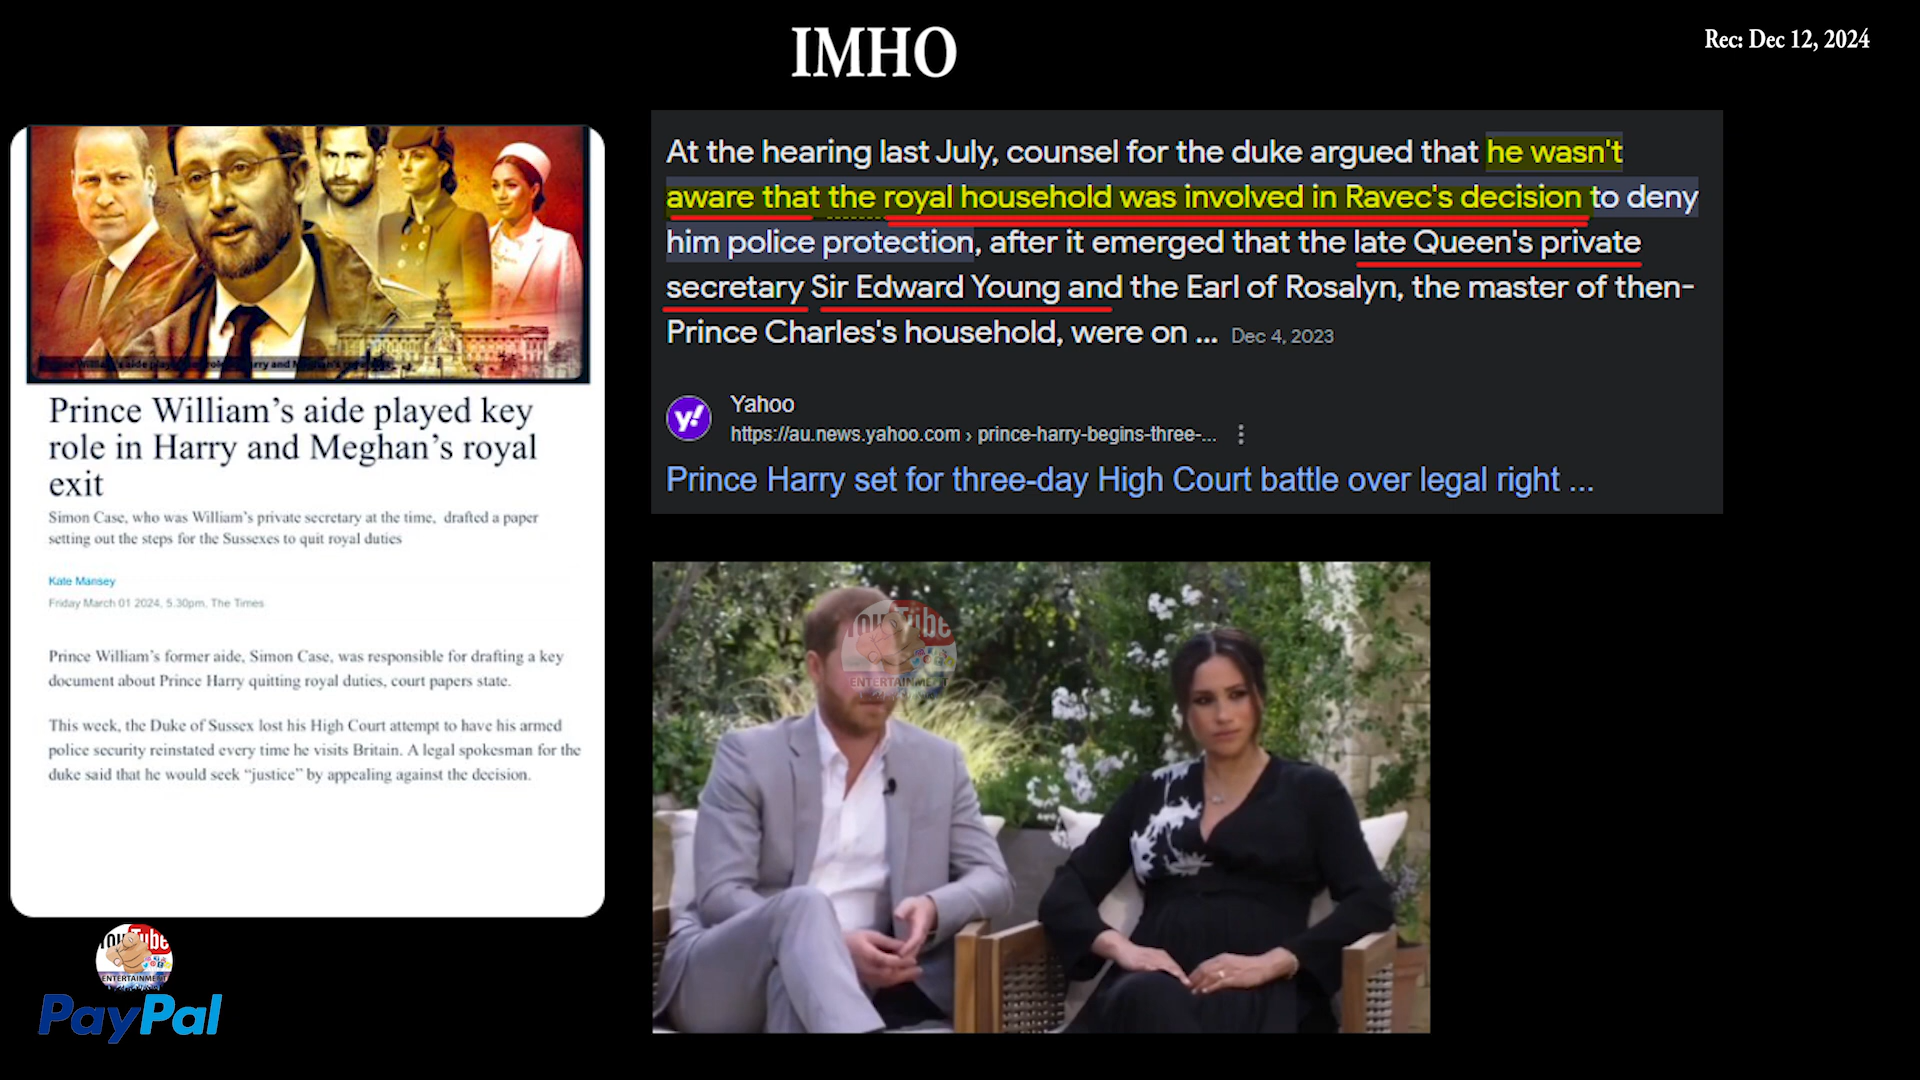 IMHO
Rec: Dec 12, 2024
Prince William's aide played key
role in Harry and Meghan's royal
exit
Simon Case, who was William's private secretary at the time, drafted a paper
setting out the steps for the Sussexes to quit royal duties
Kate Mansey
Friday March 01 2024, 5.30pm, The Times
Prince William's former aide, Simon Case, was responsible for drafting a key
document about Prince Harry quitting royal duties, court papers state.
This week, the Duke of Sussex lost his High Court attempt to have his armed
police security reinstated every time he visits Britain. A legal spokesman for the
duke said that he would seek “justice” by appealing against the decision.
At the hearing last July, counsel for the duke argued that he wasn't
aware that the royal household was involved in Ravec's decision to deny
him police protection, after it emerged that the late Queen's private
secretary Sir Edward Young and the Earl of Rosalyn, the master of then-
Prince Charles's household, were on ... Dec 4, 2023
y!
Yahoo
https://au.news.yahoo.com › prince-harry-begins-three-...
Prince Harry set for three-day High Court battle over legal right ...
YouTube
ENTERTAINMENT
YouTube
ENTERTAINMENT
PayPal